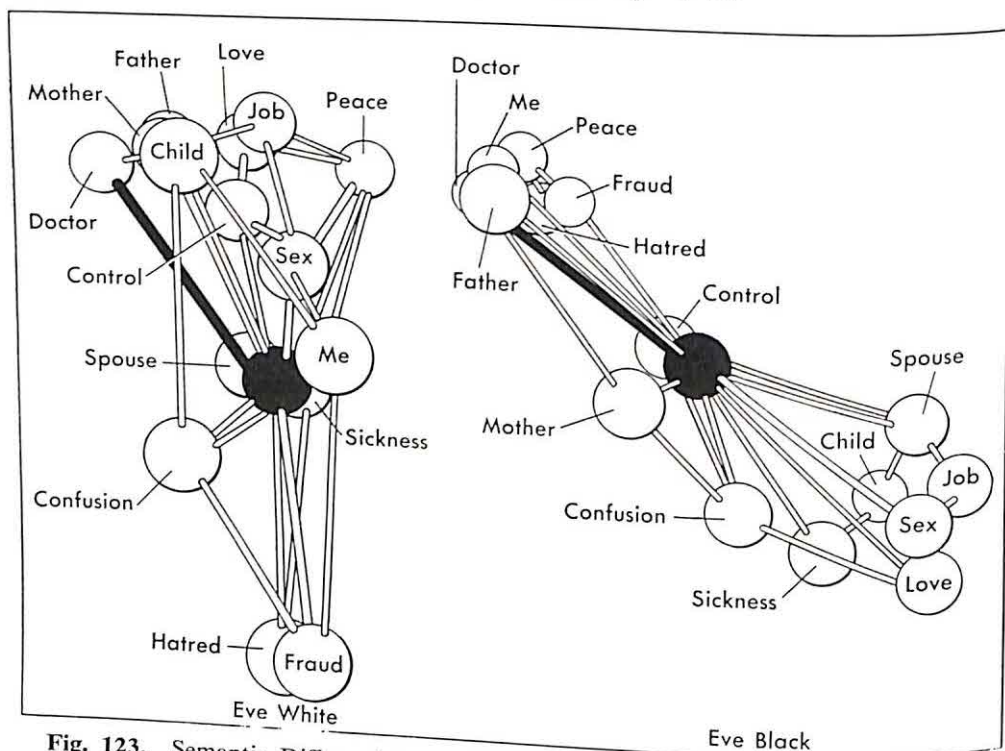 Father
Love
Job
Peace
Mother
Child
Doctor
Control
Sex
Spouse
Me
Sickness
Confusion
Hatred
Fraud
Eve White
Doctor
Me
Peace
Fraud
Hatred
Father
Control
Spouse
Mother
Child
Job
Confusion
Sex
Sickness
Love
Eve Black
Fig. 123. Semantic